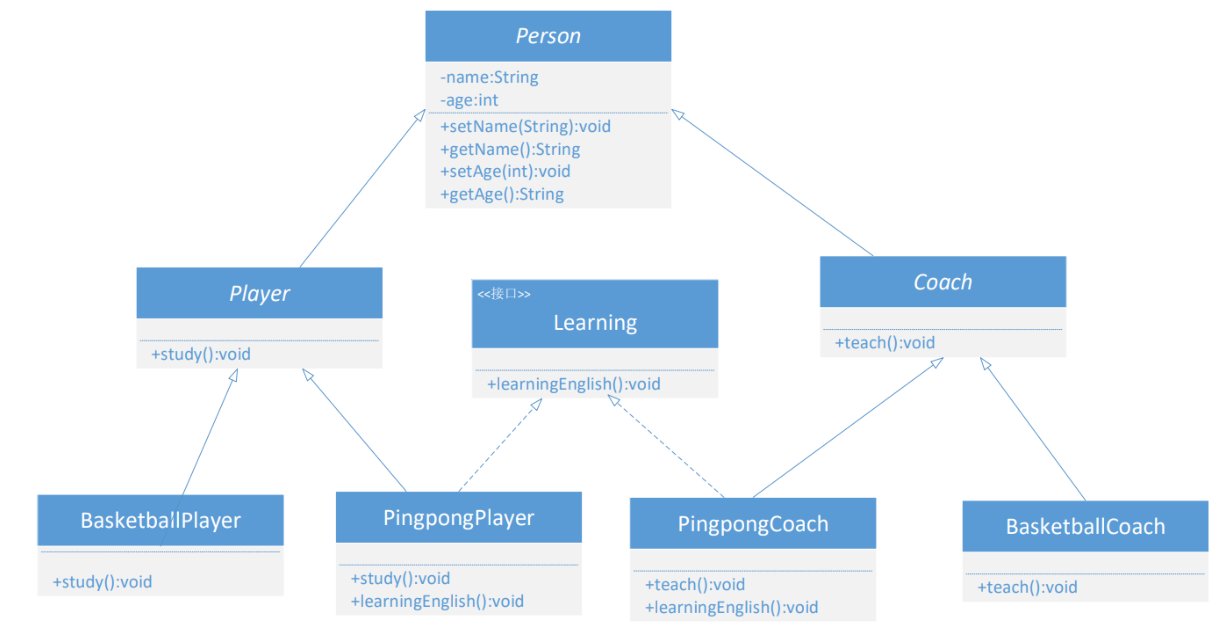 Person
-name:String
-age:int
+setName(String):void
+getName():String
+setAge(int):void
+getAge():String
Player
+study():void
<<接口>>
Learning
+learningEnglish():void
Coach
+teach():void
BasketballPlayer
+study():void
PingpongPlayer
+study():void
+learningEnglish():void
PingpongCoach
+teach():void
+learningEnglish():void
BasketballCoach
+teach():void